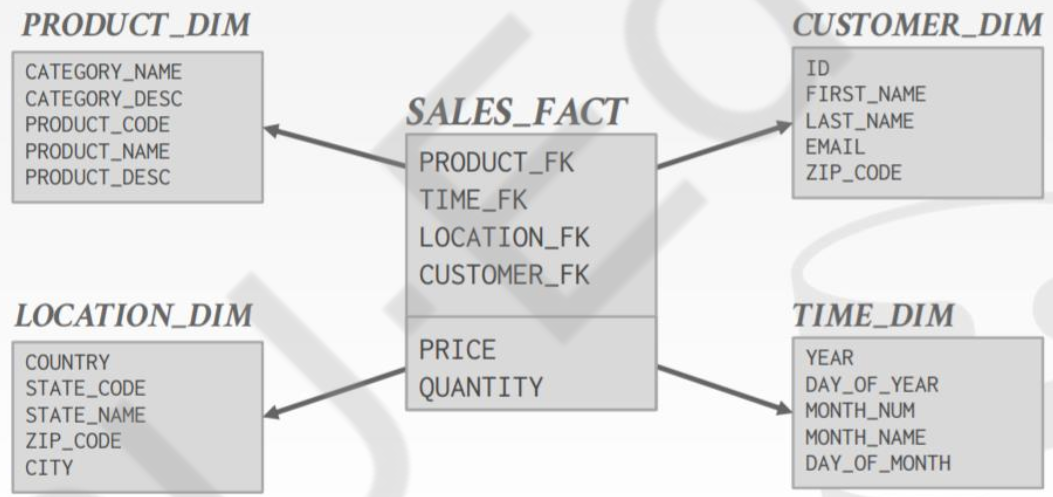 PRODUCT_DIM
CATEGORY_NAME
CATEGORY_DESC
PRODUCT_CODE
PRODUCT_NAME
PRODUCT_DESC
SALES_FACT
PRODUCT_FK
TIME_FK
LOCATION_FK
CUSTOMER_FK
PRICE
QUANTITY
CUSTOMER_DIM
ID
FIRST_NAME
LAST_NAME
EMAIL
ZIP_CODE
LOCATION_DIM
COUNTRY
STATE_CODE
STATE_NAME
ZIP_CODE
CITY
TIME_DIM
YEAR
DAY_OF_YEAR
MONTH_NUM
MONTH_NAME
DAY_OF_MONTH